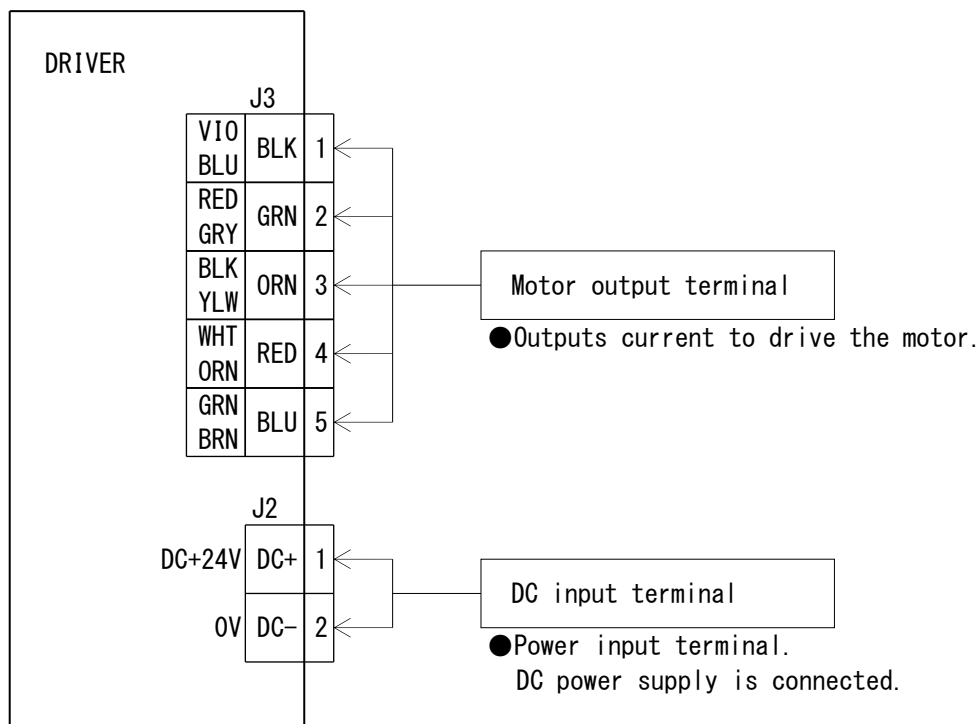 DRIVER
J3
VIO
BLU
BLK 1
RED
GRY
GRN 2
BLK
YLW
ORN 3
WHT
ORN
RED 4
GRN
BRN
BLU 5
Motor output terminal
●Outputs current to drive the motor.
J2
DC+24V DC+ 1
0V DC- 2
DC input terminal
●Power input terminal.
DC power supply is connected.